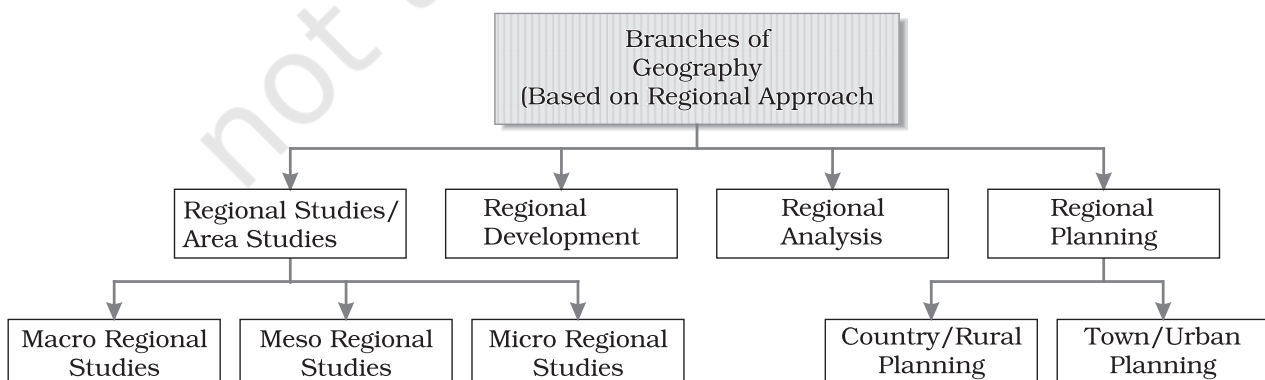 not
Branches of
Geography
(Based on Regional Approach
Regional Studies/
Area Studies
Regional
Development
Regional
Analysis
Regional
Planning
Macro Regional
Studies
Meso Regional
Studies
Micro Regional
Studies
Country/Rural
Planning
Town/Urban
Planning